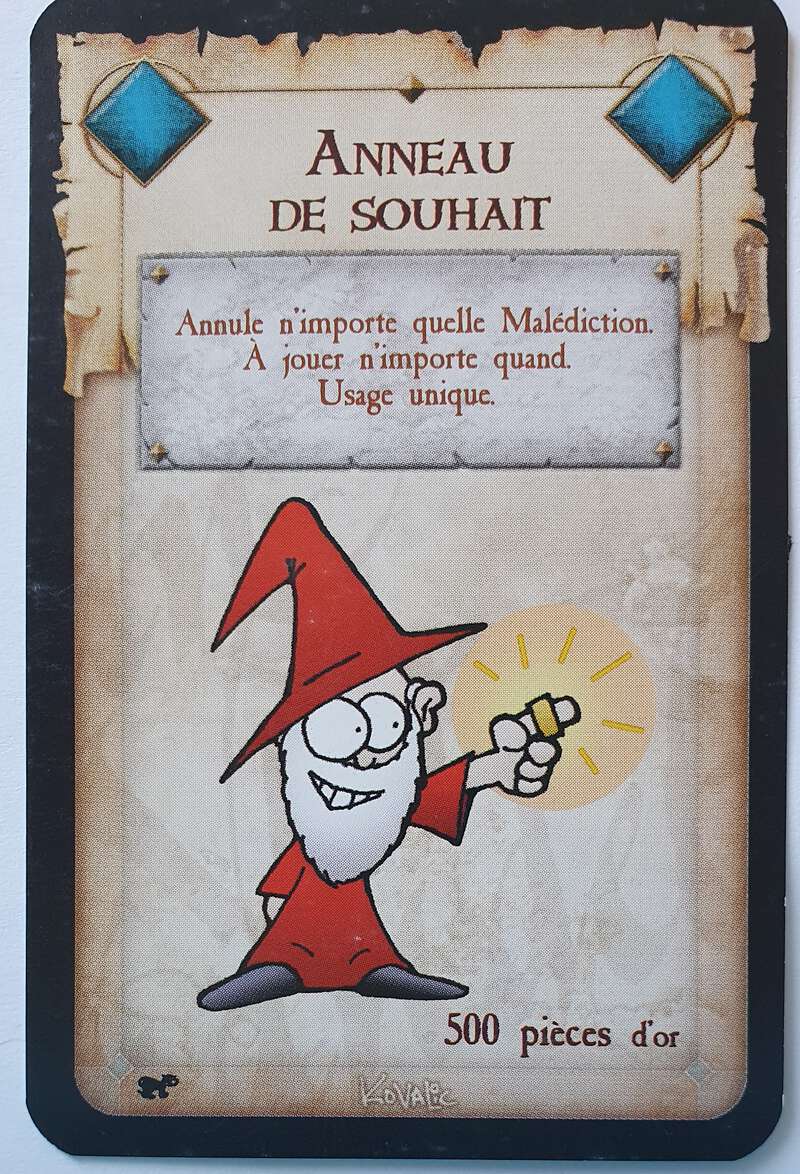 Anneau
de souhait
Annule n'importe quelle Malédiction.
À jouer n'importe quand.
Usage unique.
500 pièces d'or
Kovalic